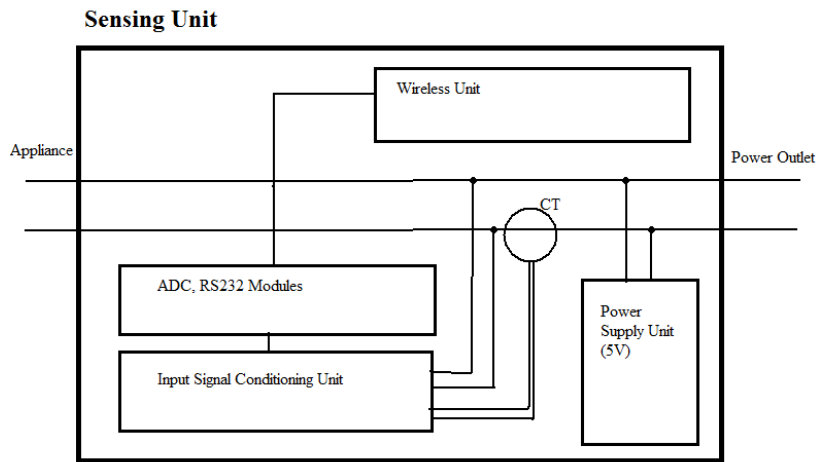 Sensing Unit
Wireless Unit
Appliance
Power Outlet
CT
ADC, RS232 Modules
Power
Supply Unit
(5V)
Input Signal Conditioning Unit